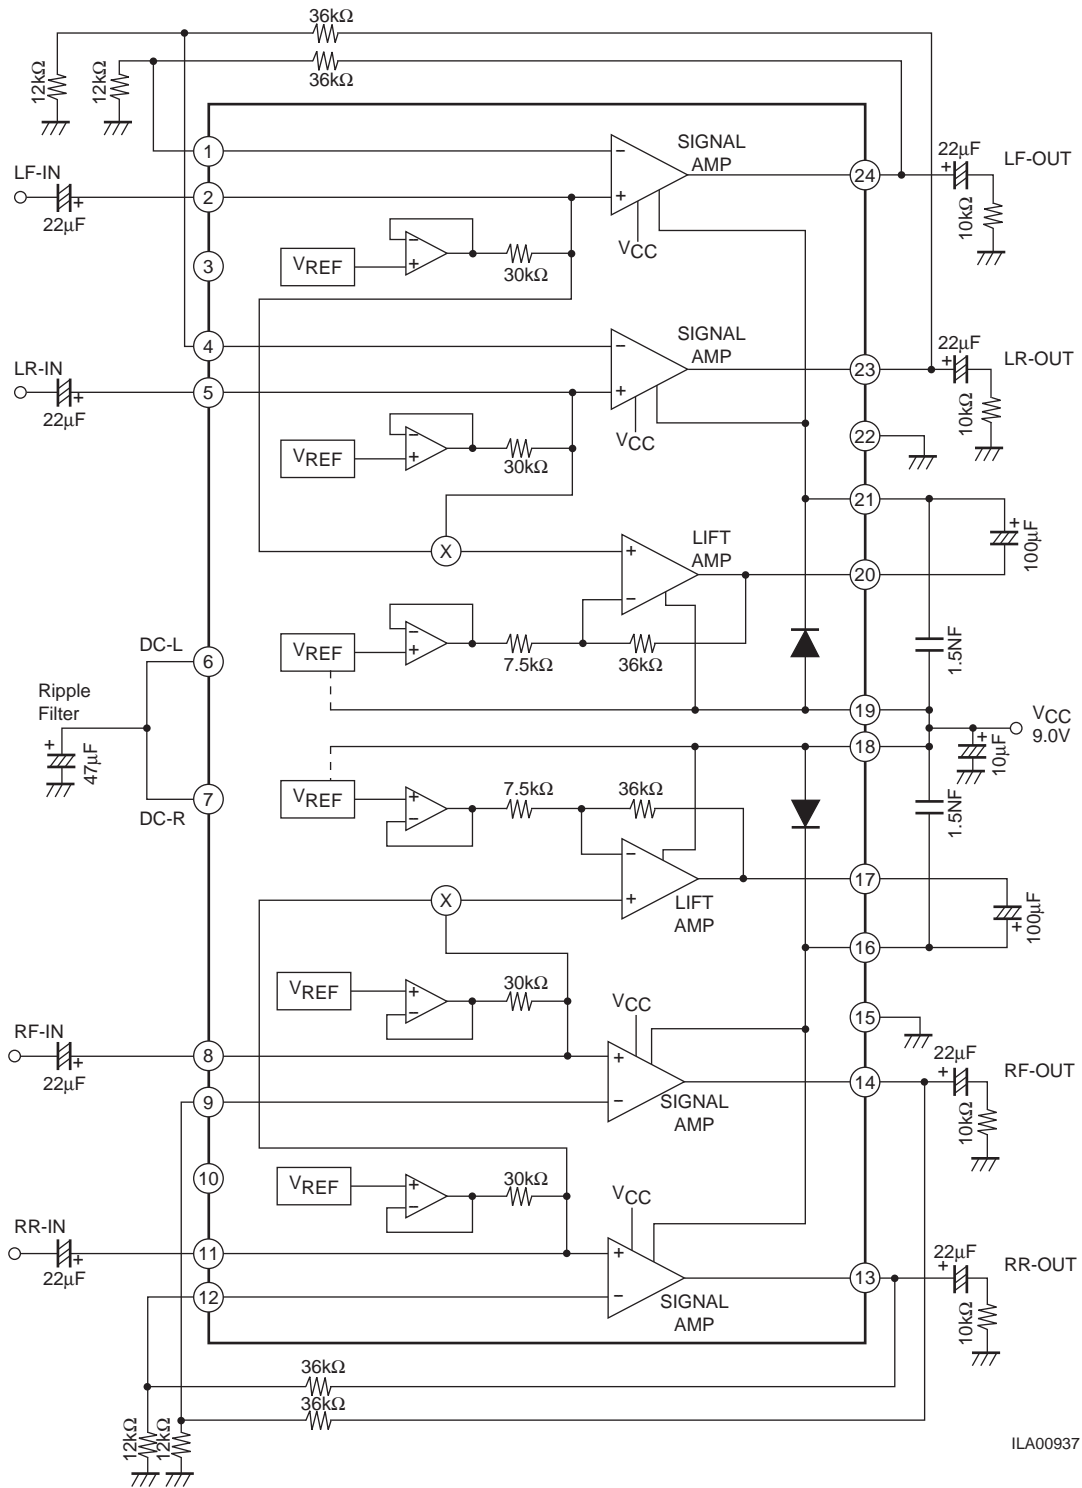 36kΩ
12kΩ
12kΩ
36kΩ
1
SIGNAL
AMP
24
22µF
+
LF-OUT
10kΩ
LF-IN
+
22µF
2
−
+
VCC
VREF
−
+
30kΩ
3
4
SIGNAL
AMP
23
22µF
+
LR-OUT
10kΩ
LR-IN
+
22µF
5
−
+
VCC
22
VREF
−
+
30kΩ
21
X
LIFT
AMP
+
−
20
+
100µF
VREF
−
+
7.5kΩ
36kΩ
1.5NF
DC-L
6
Ripple
Filter
+
47µF
19
VCC
9.0V
18
+
10µF
7
DC-R
VREF
+
−
7.5kΩ
36kΩ
1.5NF
−
+
LIFT
AMP
17
X
+
100µF
16
VREF
+
−
30kΩ
VCC
15
RF-IN
+
22µF
8
+
−
SIGNAL
AMP
14
22µF
+
RF-OUT
10kΩ
9
10
VREF
+
−
30kΩ
VCC
RR-IN
+
22µF
11
+
−
SIGNAL
AMP
13
22µF
+
RR-OUT
10kΩ
12
36kΩ
36kΩ
12kΩ
12kΩ
ILA00937